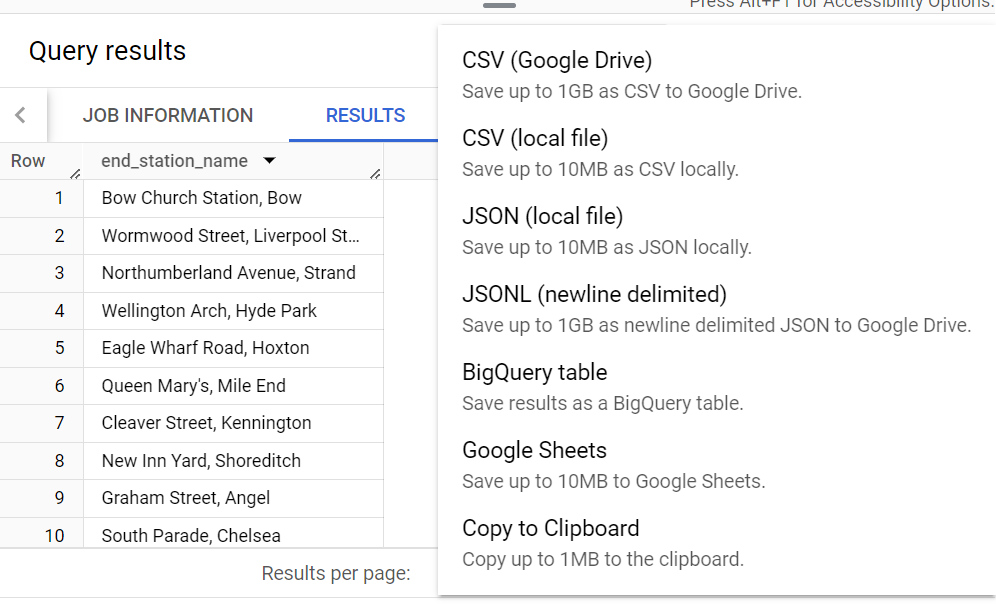 Press Alt+F1 for Accessibility Options.
Query results
JOB INFORMATION
RESULTS
Row
end_station_name
1 Bow Church Station, Bow
2 Wormwood Street, Liverpool St...
3 Northumberland Avenue, Strand
4 Wellington Arch, Hyde Park
5 Eagle Wharf Road, Hoxton
6 Queen Mary's, Mile End
7 Cleaver Street, Kennington
8 New Inn Yard, Shoreditch
9 Graham Street, Angel
10 South Parade, Chelsea
Results per page:
CSV (Google Drive)
Save up to 1GB as CSV to Google Drive.
CSV (local file)
Save up to 10MB as CSV locally.
JSON (local file)
Save up to 10MB as JSON locally.
JSONL (newline delimited)
Save up to 1GB as newline delimited JSON to Google Drive.
BigQuery table
Save results as a BigQuery table.
Google Sheets
Save up to 10MB to Google Sheets.
Copy to Clipboard
Copy up to 1MB to the clipboard.